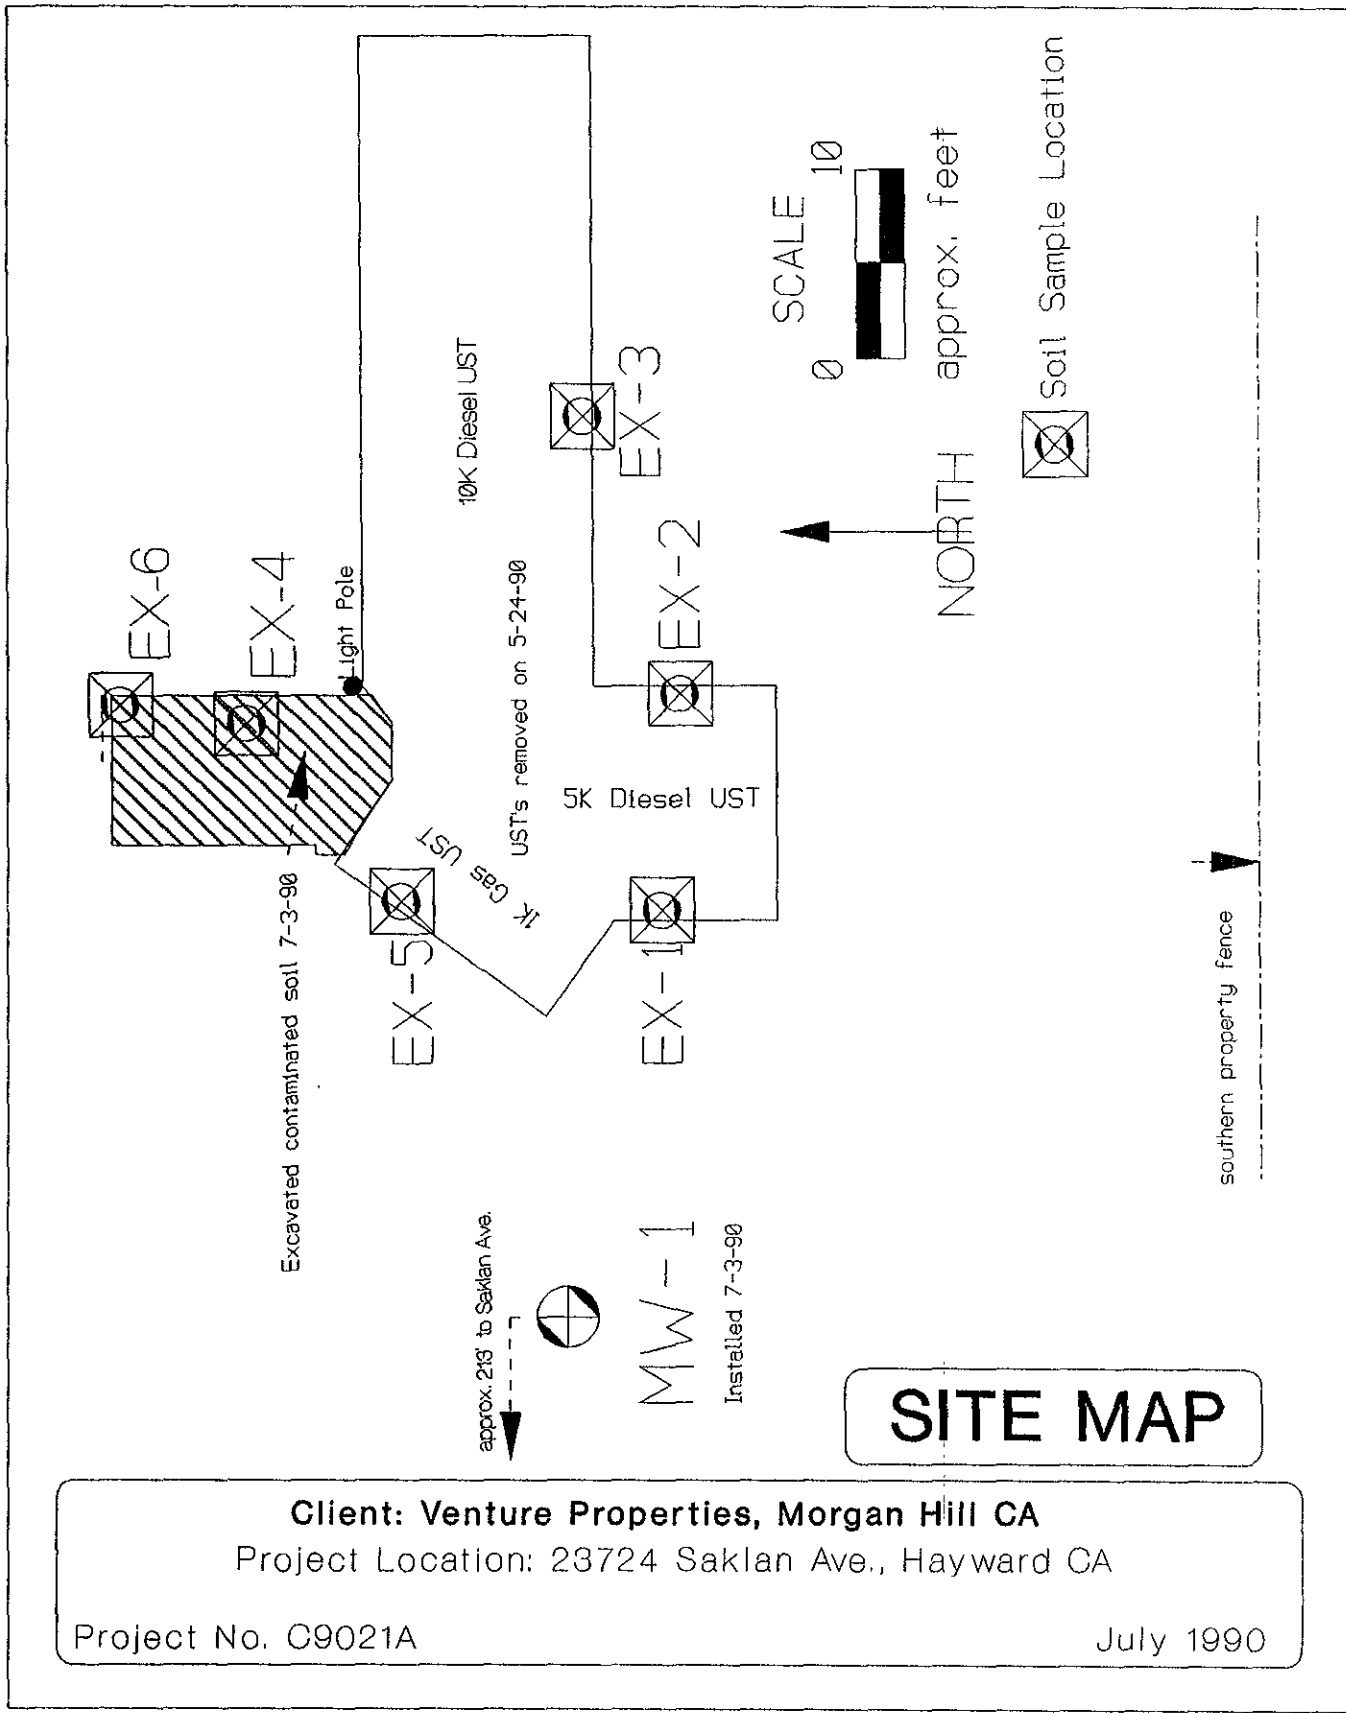 EX-6
EX-4
Light Pole
10K Diesel UST
EX-3
UST's removed on 5-24-90
EX-2
5K Diesel UST
1K Gas UST
EX-5
EX-1
Excavated contaminated soil 7-3-90
SCALE
0 10
approx. feet
NORTH
Soil Sample Location
southern property fence
approx. 213' to Saklan Ave.
MW-1
Installed 7-3-90
SITE MAP
Client: Venture Properties, Morgan Hill CA
Project Location: 23724 Saklan Ave., Hayward CA
Project No. C9021A
July 1990